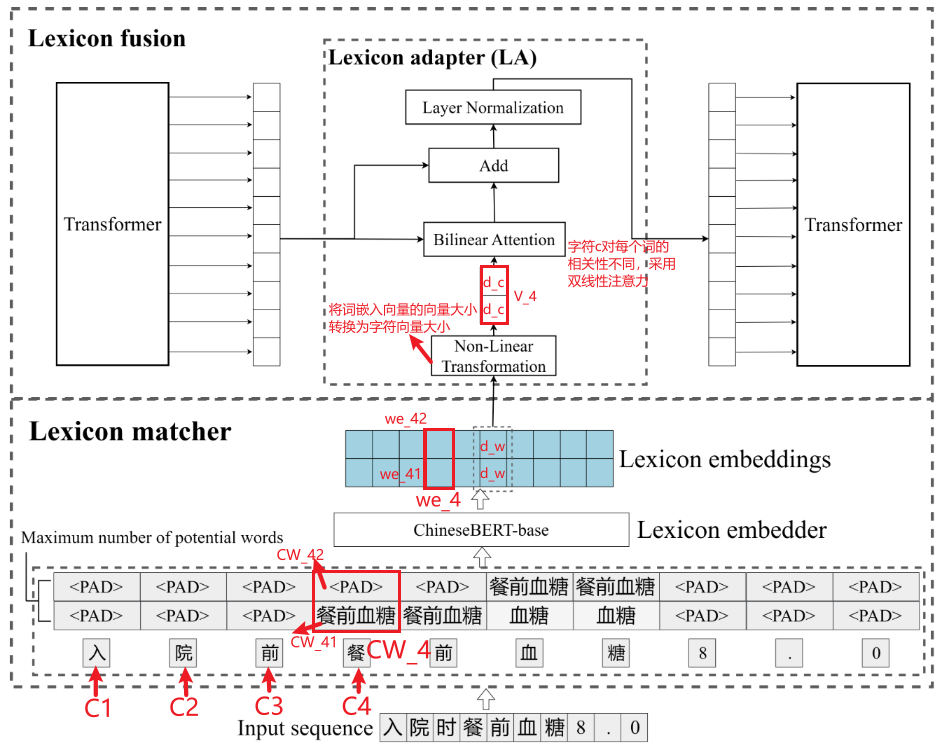 Lexicon fusion
Lexicon adapter (LA)
Layer Normalization
Add
Transformer
Transformer
Bilinear Attention
字符c对每个词的
相关性不同，采用
双线性注意力
d_c
d_c
V_4
将词嵌入向量的向量大小
转换为字符向量大小
Non-Linear
Transformation
Lexicon matcher
we_42
d_w
we_41
d_w
Lexicon embeddings
we_4
ChineseBERT-base
Lexicon embedder
Maximum number of potential words
CW_42
<PAD> <PAD> <PAD> <PAD> <PAD> 餐前血糖 餐前血糖 <PAD> <PAD> <PAD>
<PAD> <PAD> <PAD> 餐前血糖 餐前血糖 血糖 血糖 <PAD> <PAD> <PAD>
CW_41
CW_4
入 院 前 餐 前 血 糖 8 . 0
C1 C2 C3 C4
Input sequence 入 院 时 餐 前 血 糖 8 . 0